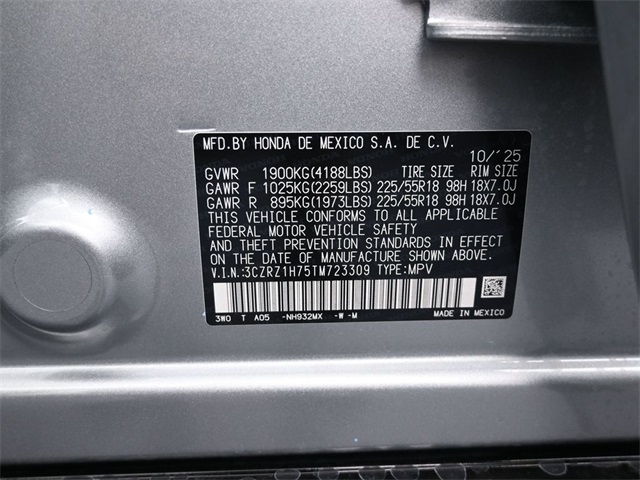 MFD.BY HONDA DE MEXICO S.A. DE C.V.
10/'25
GVWR 1900KG(4188LBS) TIRE SIZE RIM SIZE
GAWR F 1025KG(2259LBS) 225/55R18 98H 18X7.0J
GAWR R 895KG(1973LBS) 225/55R18 98H 18X7.0J
THIS VEHICLE CONFORMS TO ALL APPLICABLE
FEDERAL MOTOR VEHICLE SAFETY
AND THEFT PREVENTION STANDARDS IN EFFECT
ON THE DATE OF MANUFACTURE SHOWN ABOVE.
V.I.N.:3CZRZ1H75TM723309 TYPE:MPV
3W0 T A05 -NH932MX -W-M MADE IN MEXICO